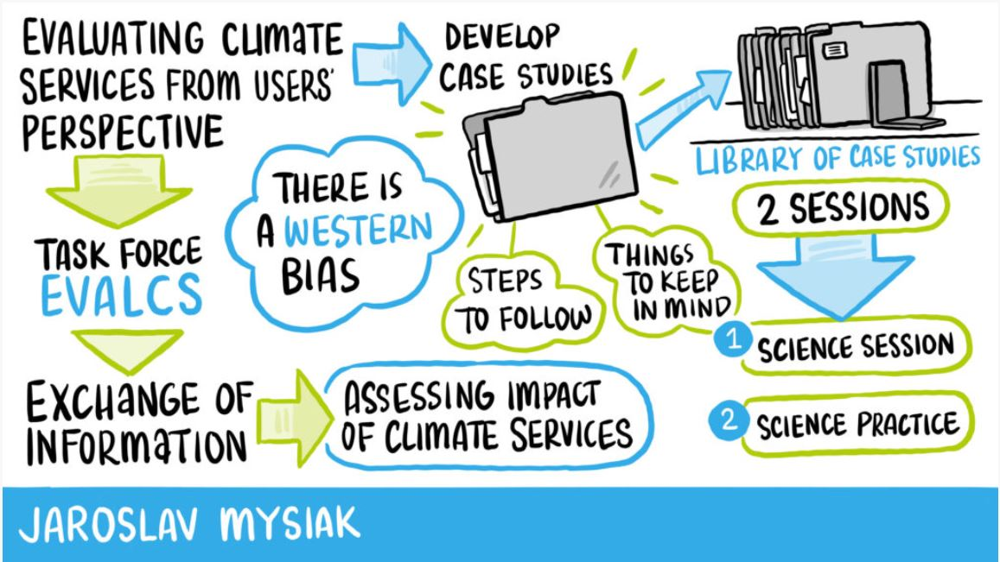 EVALUATING CLIMATE
SERVICES FROM USERS'
PERSPECTIVE
TASK FORCE
EVALCS
EXCHANGE OF
INFORMATION
ASSESSING IMPACT
OF CLIMATE SERVICES
THERE IS
A WESTERN
BIAS
DEVELOP
CASE STUDIES
STEPS
TO FOLLOW
THINGS
TO KEEP
IN MIND
LIBRARY OF CASE STUDIES
2 SESSIONS
1 SCIENCE SESSION
2 SCIENCE PRACTICE
JAROSLAV MYSIAK